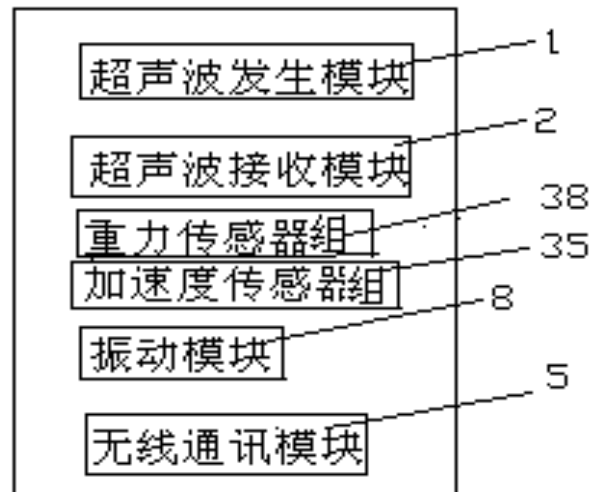 超声波发生模块 1
超声波接收模块 2
重力传感器组 38
加速度传感器组 35
振动模块 8
无线通讯模块 5